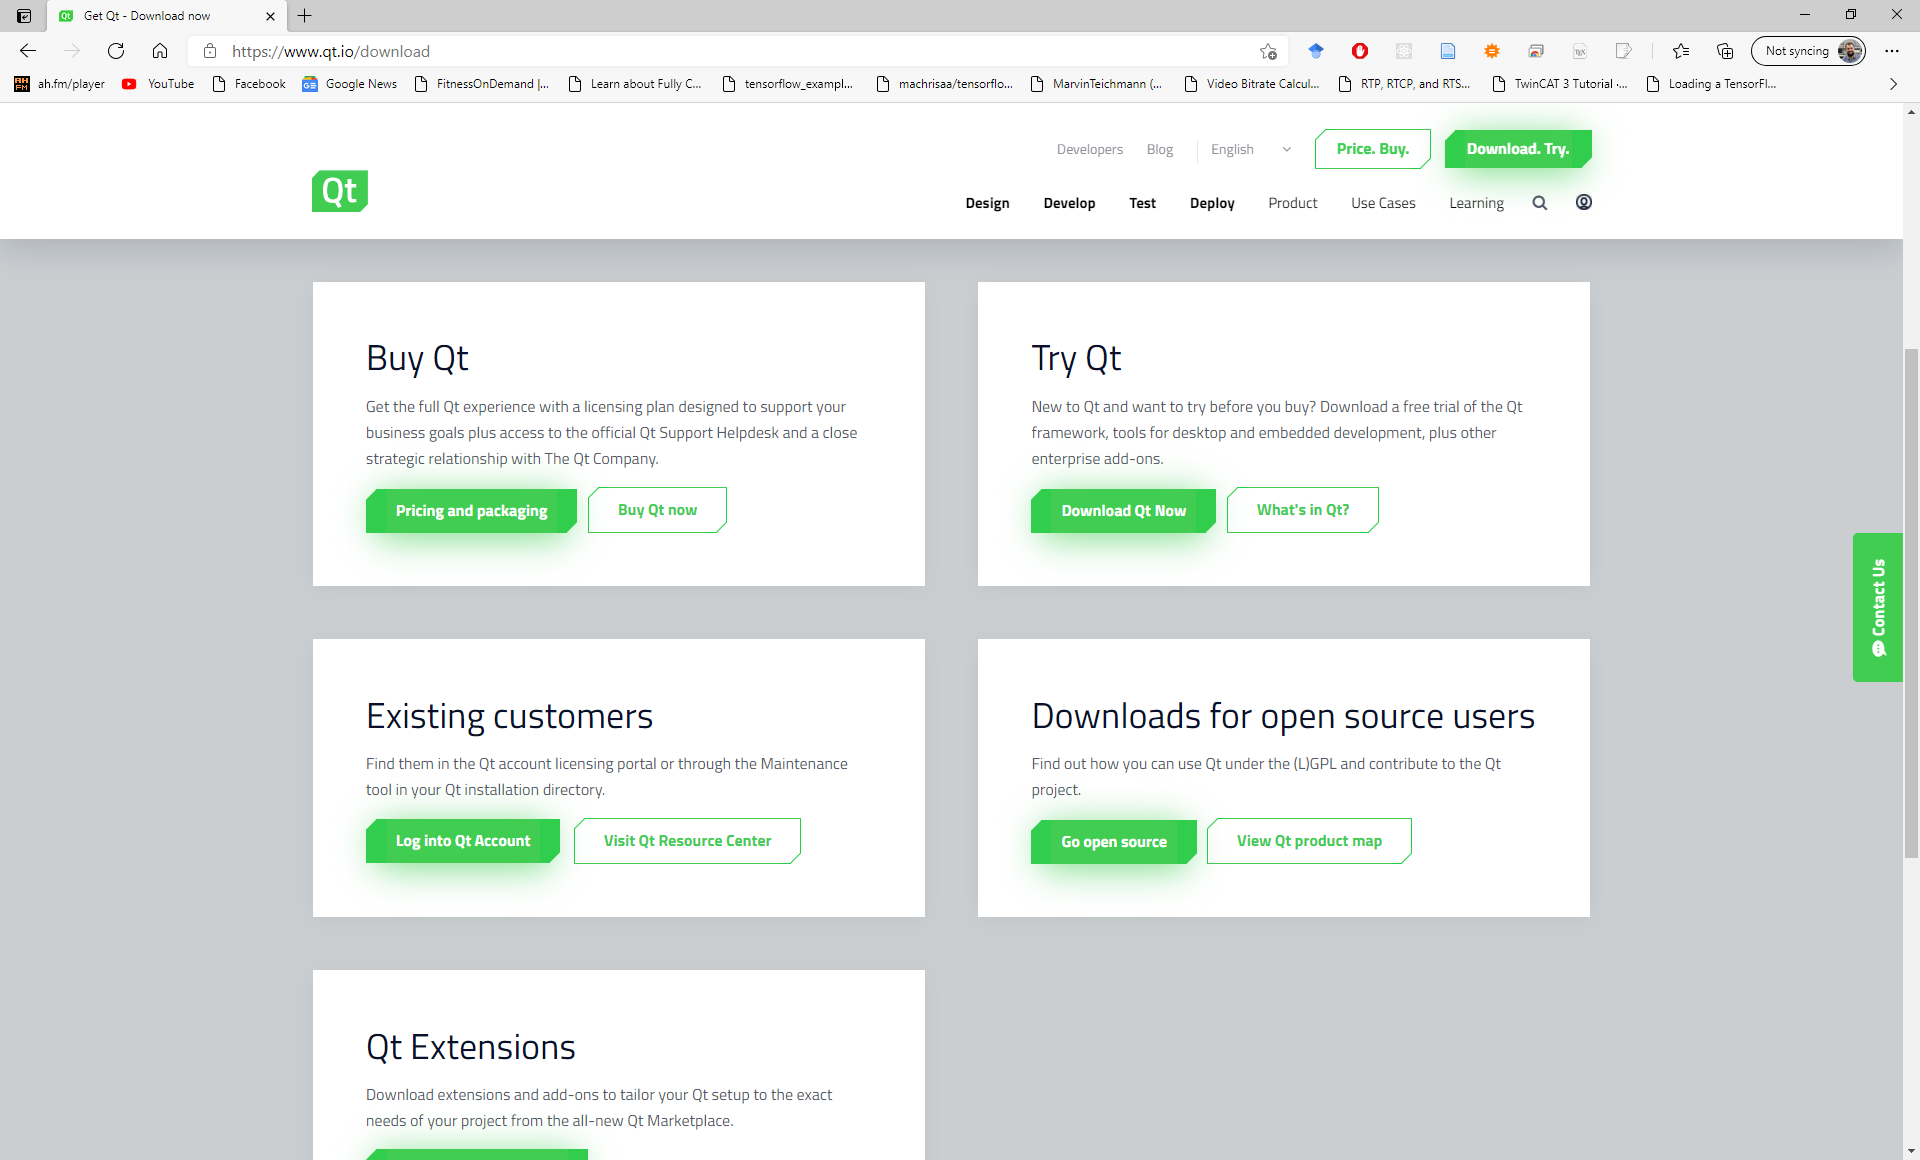 Get Qt - Download now
https://www.qt.io/download
Not syncing
ah.fm/player
YouTube
Facebook
Google News
FitnessOnDemand |...
Learn about Fully C...
tensorflow_exampl...
machrisaa/tensorflo...
MarvinTeichmann (...
Video Bitrate Calcul...
RTP, RTCP, and RTS...
TwinCAT 3 Tutorial -...
Loading a TensorFl...
Developers
Blog
English
Price. Buy.
Download. Try.
Qt
Design
Develop
Test
Deploy
Product
Use Cases
Learning
Buy Qt
Get the full Qt experience with a licensing plan designed to support your
business goals plus access to the official Qt Support Helpdesk and a close
strategic relationship with The Qt Company.
Pricing and packaging
Buy Qt now
Try Qt
New to Qt and want to try before you buy? Download a free trial of the Qt
framework, tools for desktop and embedded development, plus other
enterprise add-ons.
Download Qt Now
What's in Qt?
Contact Us
Existing customers
Find them in the Qt account licensing portal or through the Maintenance
tool in your Qt installation directory.
Log into Qt Account
Visit Qt Resource Center
Downloads for open source users
Find out how you can use Qt under the (L)GPL and contribute to the Qt
project.
Go open source
View Qt product map
Qt Extensions
Download extensions and add-ons to tailor your Qt setup to the exact
needs of your project from the all-new Qt Marketplace.